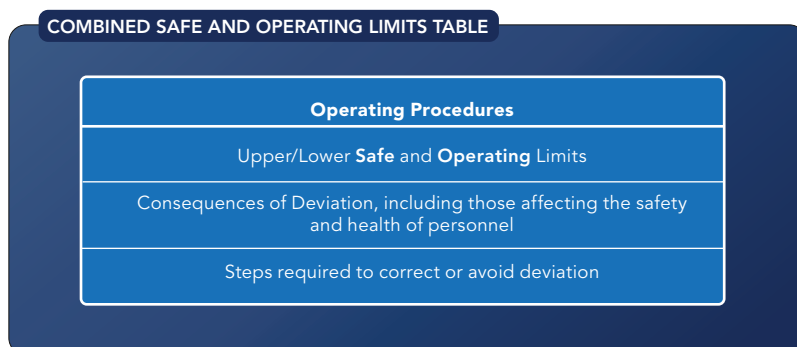 COMBINED SAFE AND OPERATING LIMITS TABLE
Operating Procedures
Upper/Lower Safe and Operating Limits
Consequences of Deviation, including those affecting the safety
and health of personnel
Steps required to correct or avoid deviation